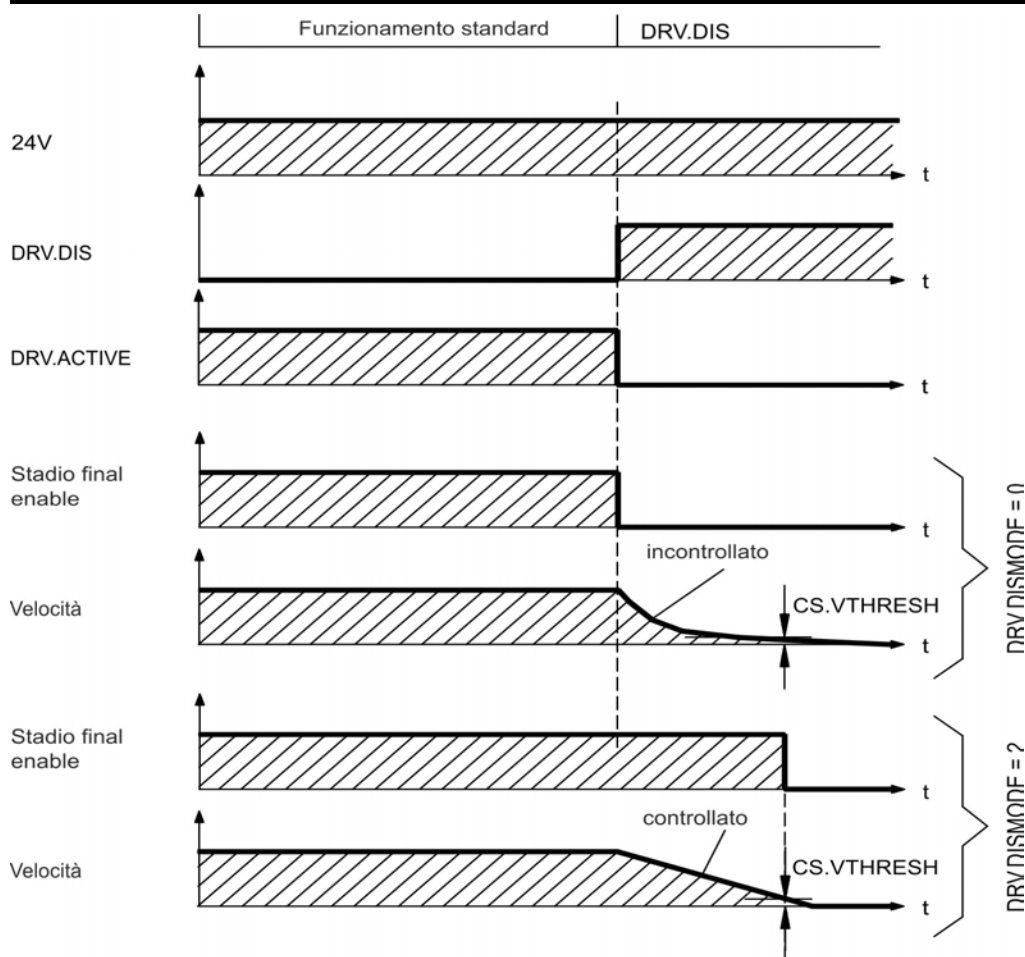 Funzionamento standard
DRV.DIS
24V
t
DRV.DIS
t
DRV.ACTIVE
t
Stadio final
enable
t
incontrollato
Velocità
CS.VTHRESH
t
DRV.DISMODE = 0
Stadio final
enable
t
controllato
Velocità
CS.VTHRESH
t
DRV.DISMODE = 2